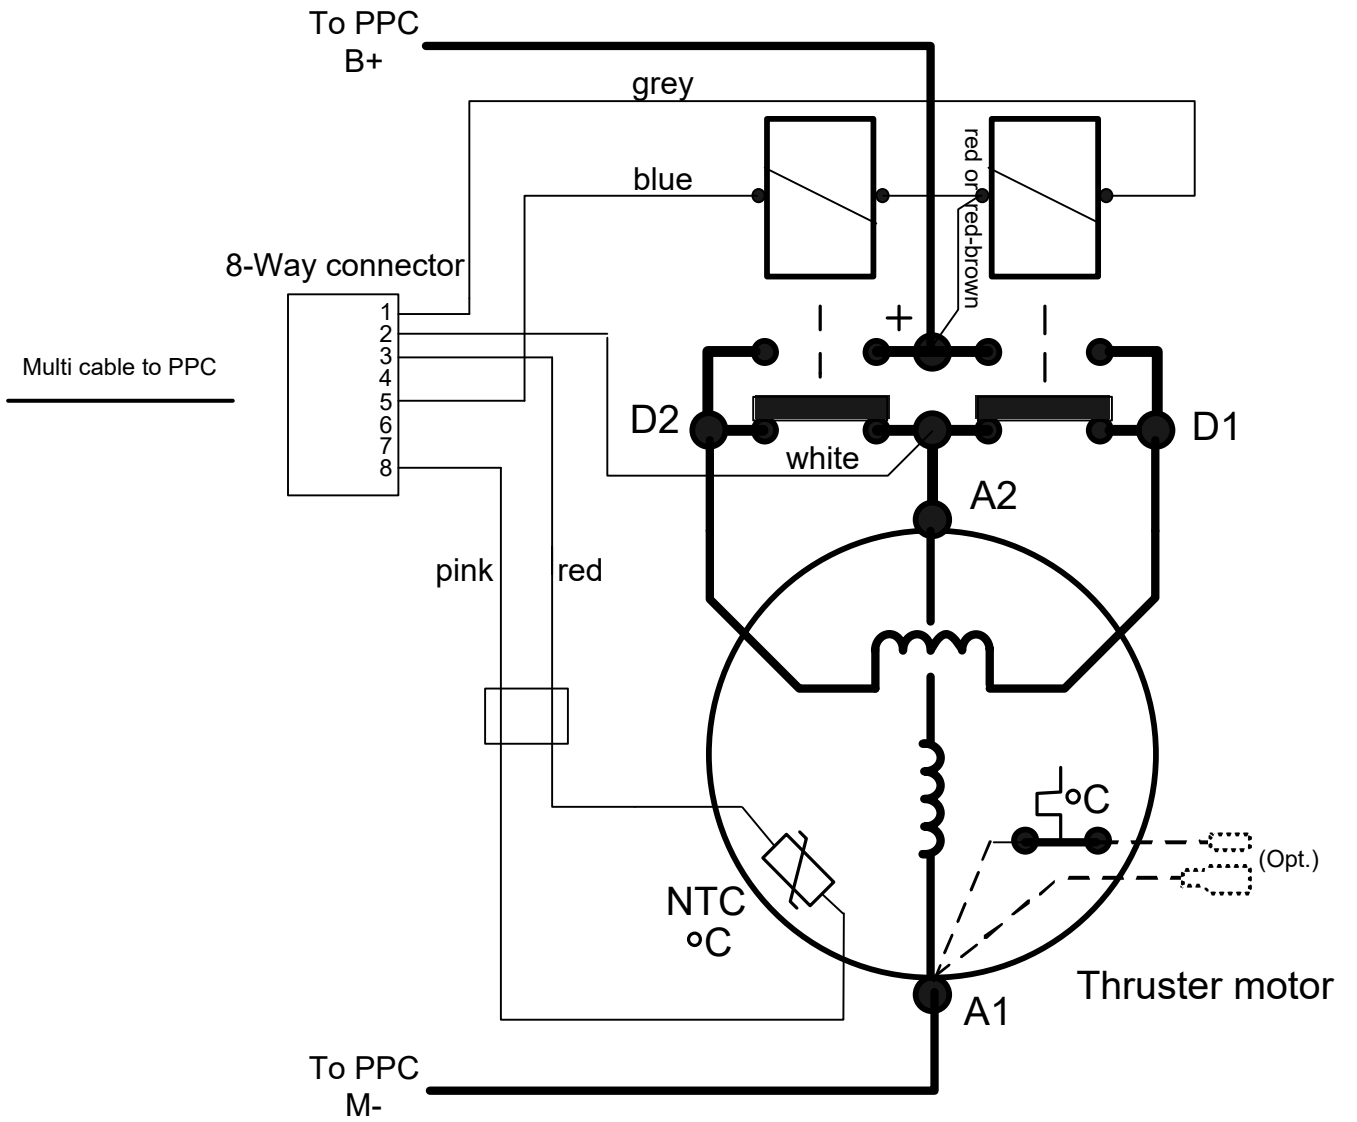 To PPC
B+
grey
red or red-brown
blue
8-Way connector
1
2
3
4
5
6
7
8
Multi cable to PPC
+
D2
D1
white
A2
pink
red
°C
(Opt.)
NTC
°C
Thruster motor
A1
To PPC
M-